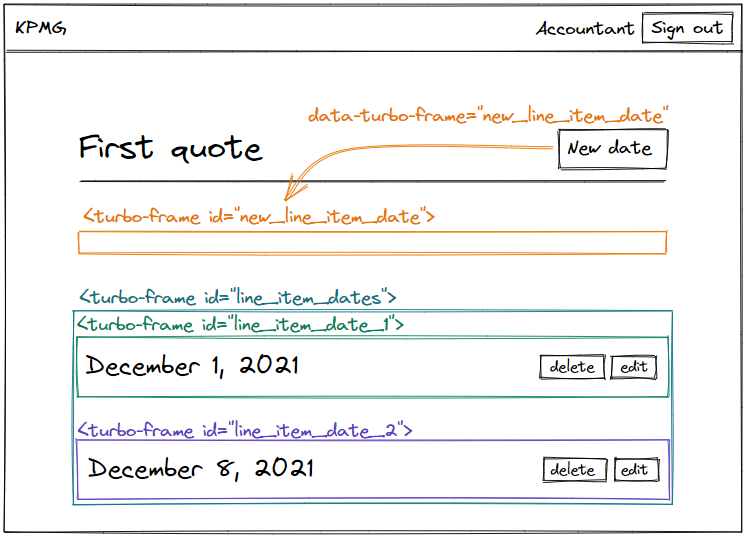 KPMG
Accountant Sign out
data-turbo-frame="new_line_item_date"
First quote
New date
<turbo-frame id="new_line_item_date">
<turbo-frame id="line_item_dates">
<turbo-frame id="line_item_date_1">
December 1, 2021 delete edit
<turbo-frame id="line_item_date_2">
December 8, 2021 delete edit